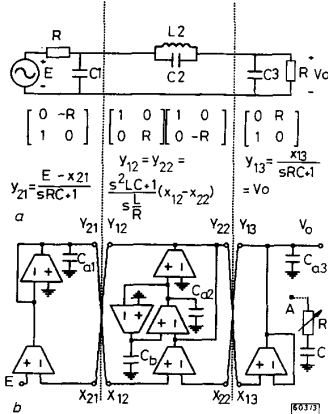 L2
R
+
E
-
C1
C2
C3
R
+
Vo
-
[0 -R
1 0]
[1 0
0 R]
[1 0
0 -R]
[0 R
1 0]
y21 = E - x21 / sRC+1
y12 = y22 =
s²LC+1 / s L/R (x12 - x22)
y13 = x13 / sRC+1
= Vo
a
Y21
Y12
Y22
Y13
Vo
Ca1
Ca2
Ca3
Cb
A
R
C
E
X21
X12
X22
X13
b
603/3